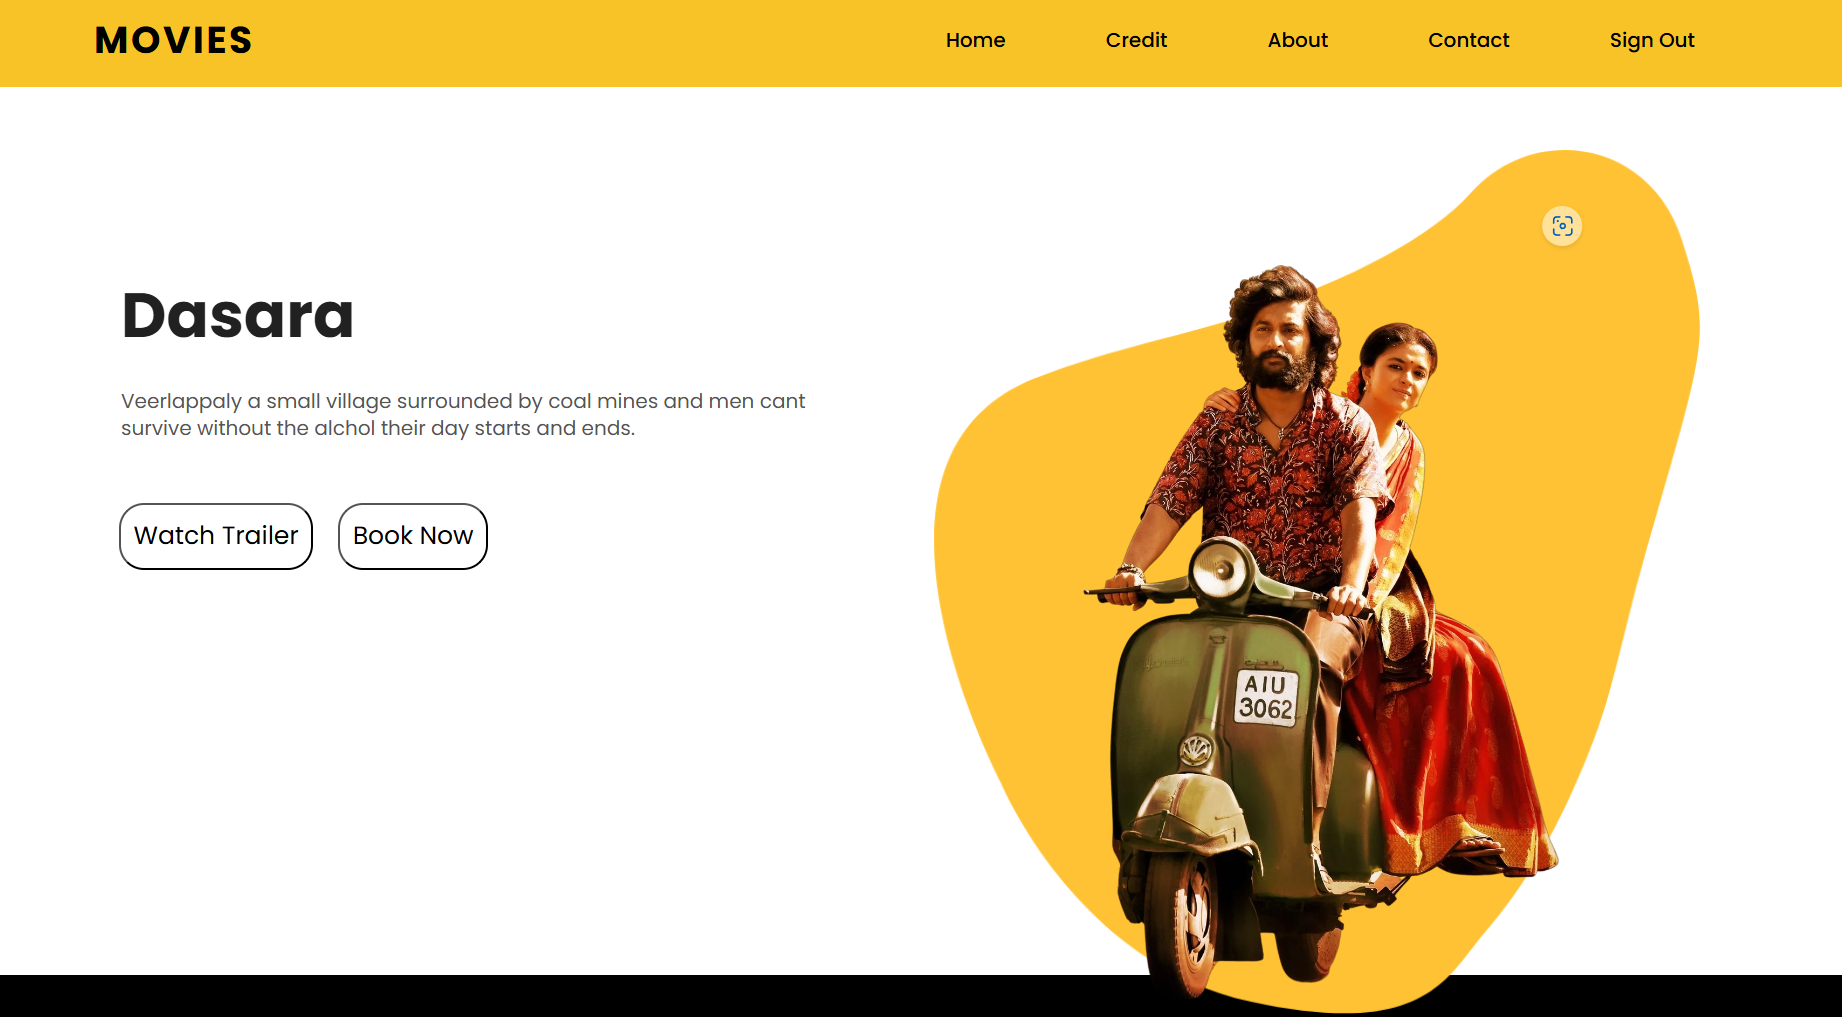 MOVIES
Home Credit About Contact Sign Out
Dasara
Veerlappaly a small village surrounded by coal mines and men cant
survive without the alchol their day starts and ends.
Watch Trailer Book Now
AIU
3062